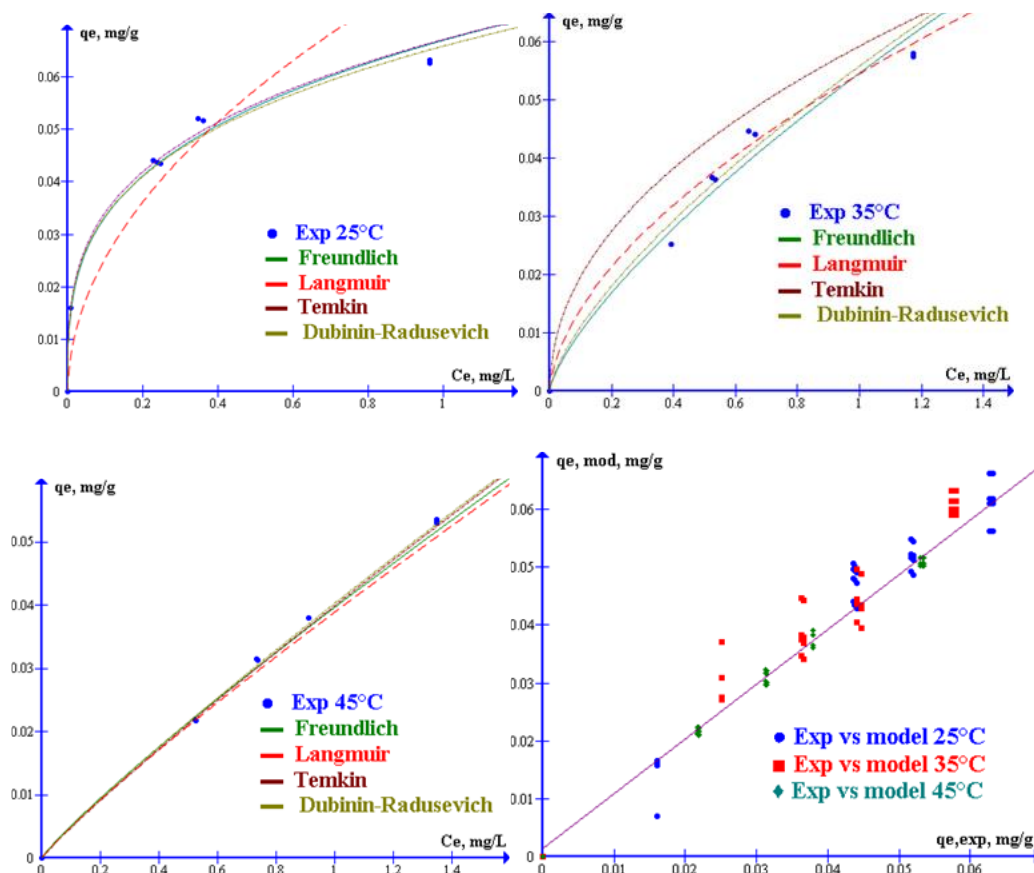 qe, mg/g
0.06
0.05
0.04
0.03
0.02
0.01
0
Exp 25°C
Freundlich
Langmuir
Temkin
Dubinin-Radusevich
Ce, mg/L
0 0.2 0.4 0.6 0.8 1
qe, mg/g
0.06
0.05
0.04
0.03
0.02
0.01
0
Exp 35°C
Freundlich
Langmuir
Temkin
Dubinin-Radusevich
Ce, mg/L
0 0.2 0.4 0.6 0.8 1 1.2 1.4
qe, mg/g
0.05
0.04
0.03
0.02
0.01
0
Exp 45°C
Freundlich
Langmuir
Temkin
Dubinin-Radusevich
Ce, mg/L
0 0.2 0.4 0.6 0.8 1 1.2 1.4
qe, mod, mg/g
0.06
0.05
0.04
0.03
0.02
0.01
0
Exp vs model 25°C
Exp vs model 35°C
Exp vs model 45°C
qe,exp, mg/g
0 0.01 0.02 0.03 0.04 0.05 0.06